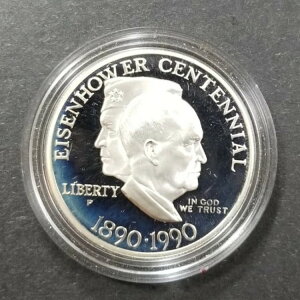 EISENHOWER CENTENNIAL
LIBERTY
P
IN GOD
WE TRUST
1890·1990